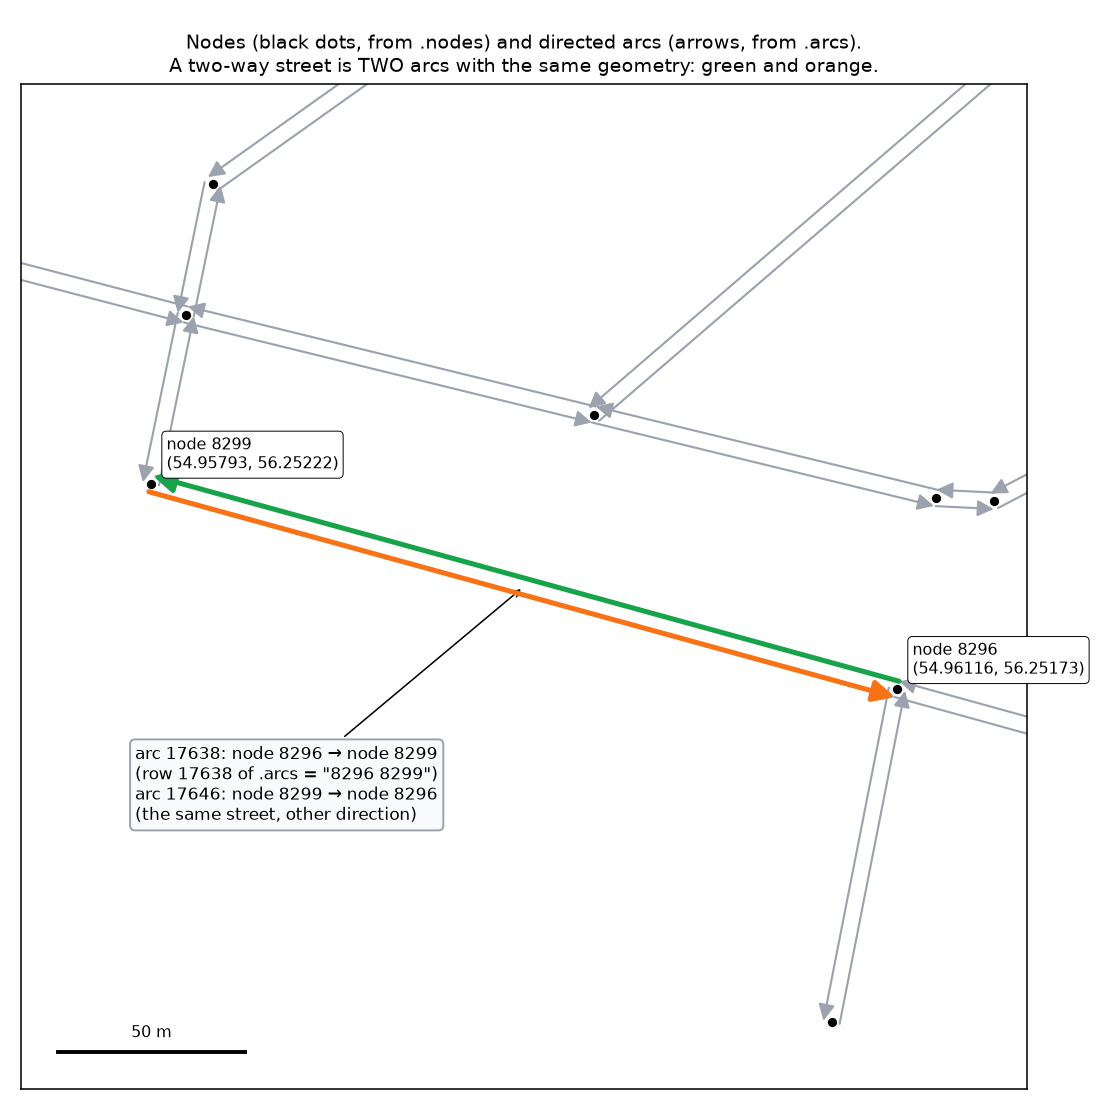 Nodes (black dots, from .nodes) and directed arcs (arrows, from .arcs).
A two-way street is TWO arcs with the same geometry: green and orange.
node 8299
(54.95793, 56.25222)
node 8296
(54.96116, 56.25173)
arc 17638: node 8296 → node 8299
(row 17638 of .arcs = "8296 8299")
arc 17646: node 8299 → node 8296
(the same street, other direction)
50 m